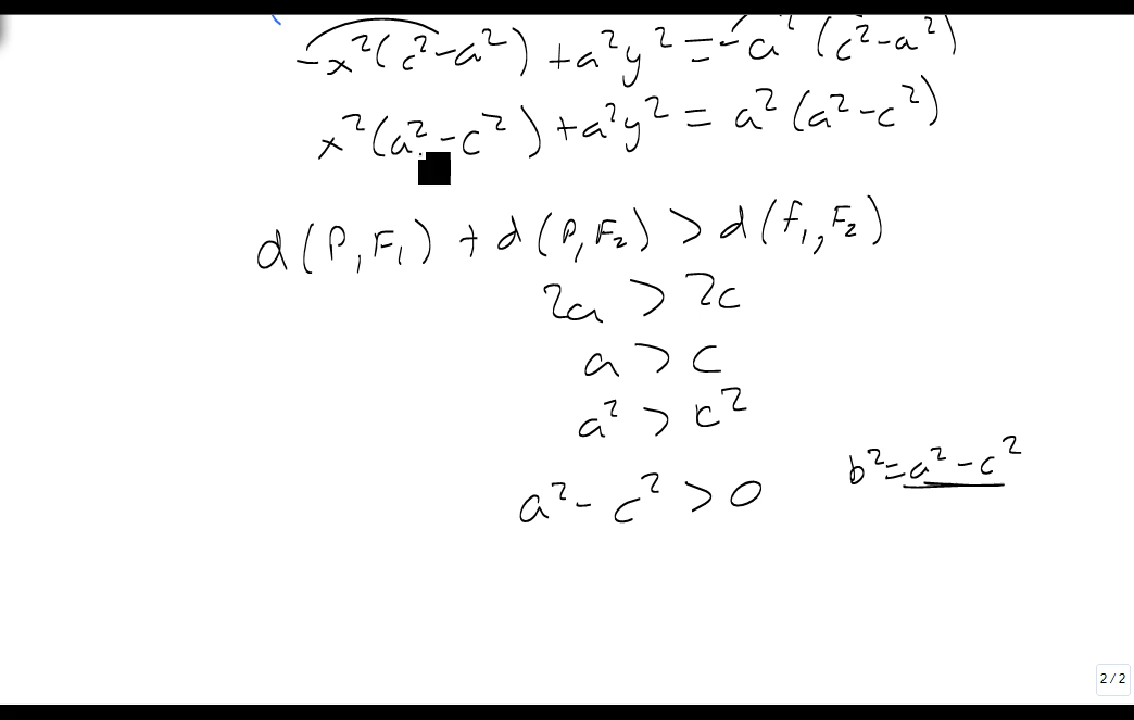 -x²(c²-a²) + a²y² = -a²(c²-a²)
x²(a²-c²) + a²y² = a²(a²-c²)
d(P,F₁) + d(P,F₂) > d(F₁,F₂)
2a > 2c
a > c
a² > c²
b² = a² - c²
a² - c² > 0
2/2